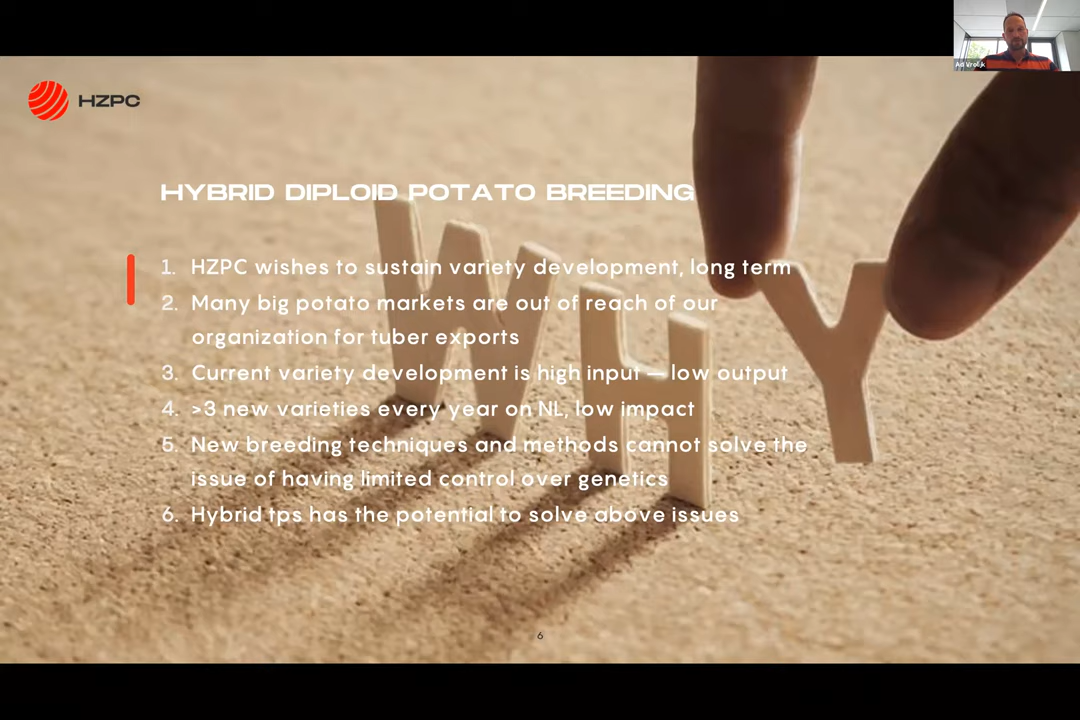 Ad Vrolijk
HZPC
HYBRID DIPLOID POTATO BREEDING
1. HZPC wishes to sustain variety development, long term
2. Many big potato markets are out of reach of our
organization for tuber exports
3. Current variety development is high input – low output
4. >3 new varieties every year on NL, low impact
5. New breeding techniques and methods cannot solve the
issue of having limited control over genetics
6. Hybrid tps has the potential to solve above issues
WHY
6